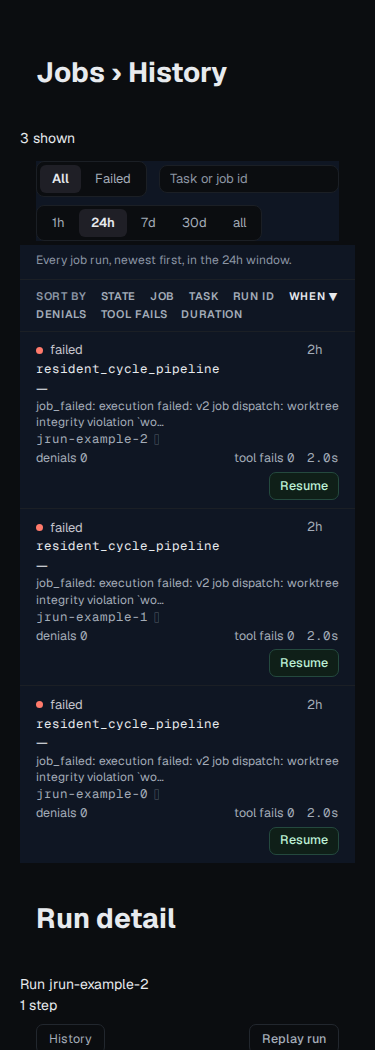 Jobs › History
3 shown
All Failed Task or job id
1h 24h 7d 30d all
Every job run, newest first, in the 24h window.
SORT BY STATE JOB TASK RUN ID WHEN ▼
DENIALS TOOL FAILS DURATION
failed 2h
resident_cycle_pipeline
—
job_failed: execution failed: v2 job dispatch: worktree
integrity violation `wo…
jrun-example-2
denials 0 tool fails 0 2.0s
Resume
failed 2h
resident_cycle_pipeline
—
job_failed: execution failed: v2 job dispatch: worktree
integrity violation `wo…
jrun-example-1
denials 0 tool fails 0 2.0s
Resume
failed 2h
resident_cycle_pipeline
—
job_failed: execution failed: v2 job dispatch: worktree
integrity violation `wo…
jrun-example-0
denials 0 tool fails 0 2.0s
Resume
Run detail
Run jrun-example-2
1 step
History Replay run